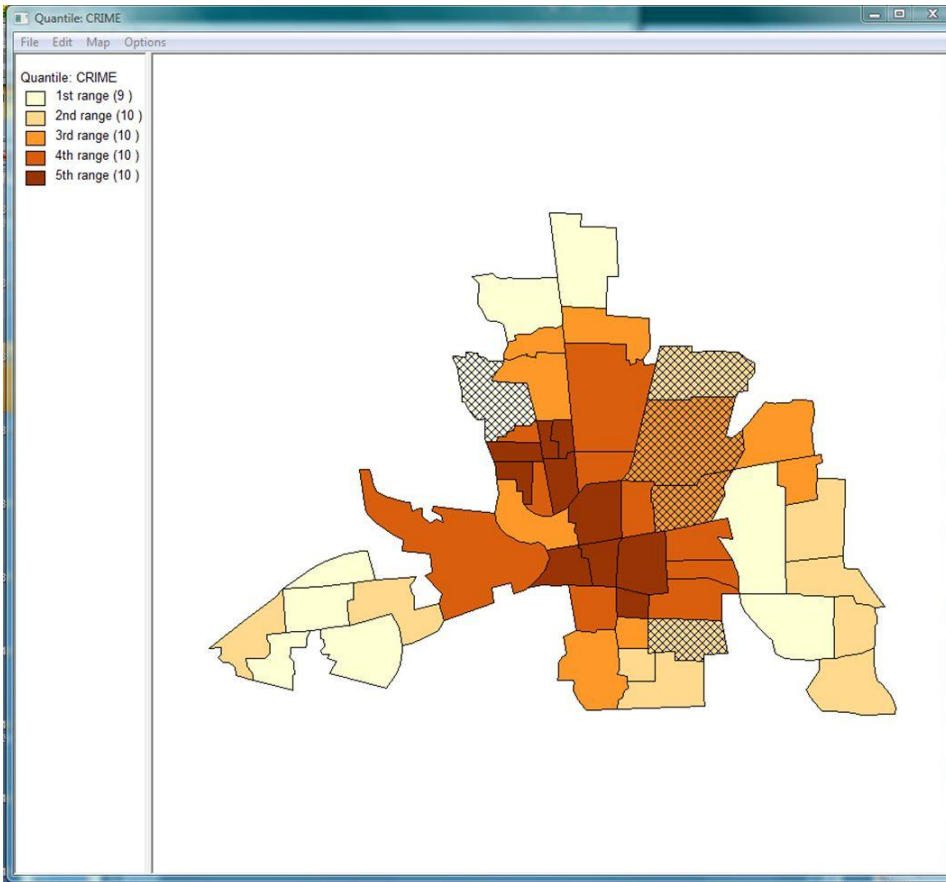 Quantile: CRIME
File Edit Map Options
Quantile: CRIME
1st range (9 )
2nd range (10 )
3rd range (10 )
4th range (10 )
5th range (10 )